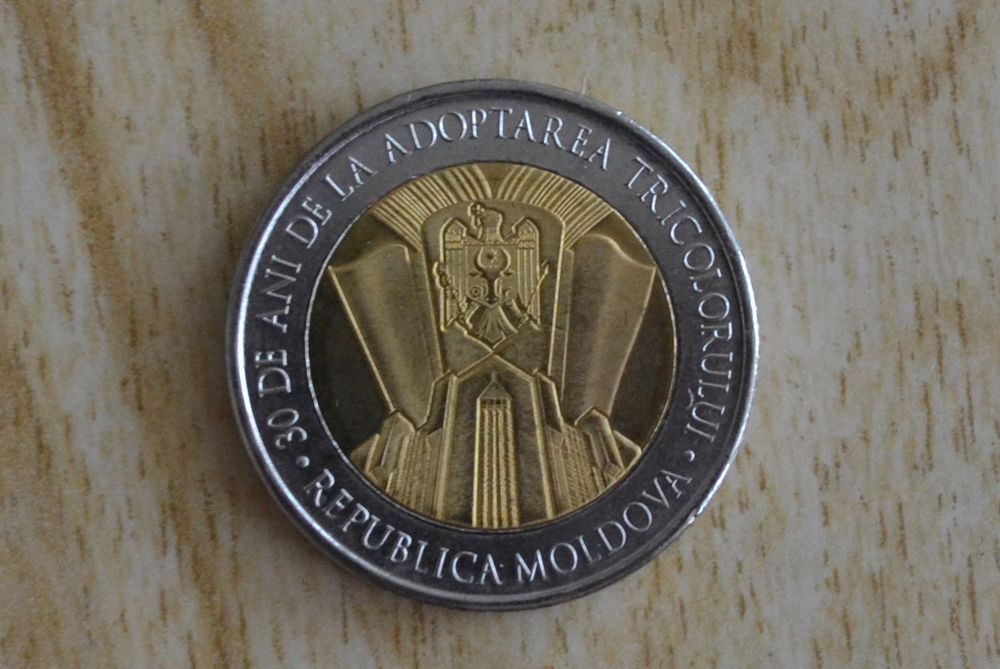 30 DE ANI DE LA ADOPTAREA TRICOLORULUI
• REPUBLICA MOLDOVA •